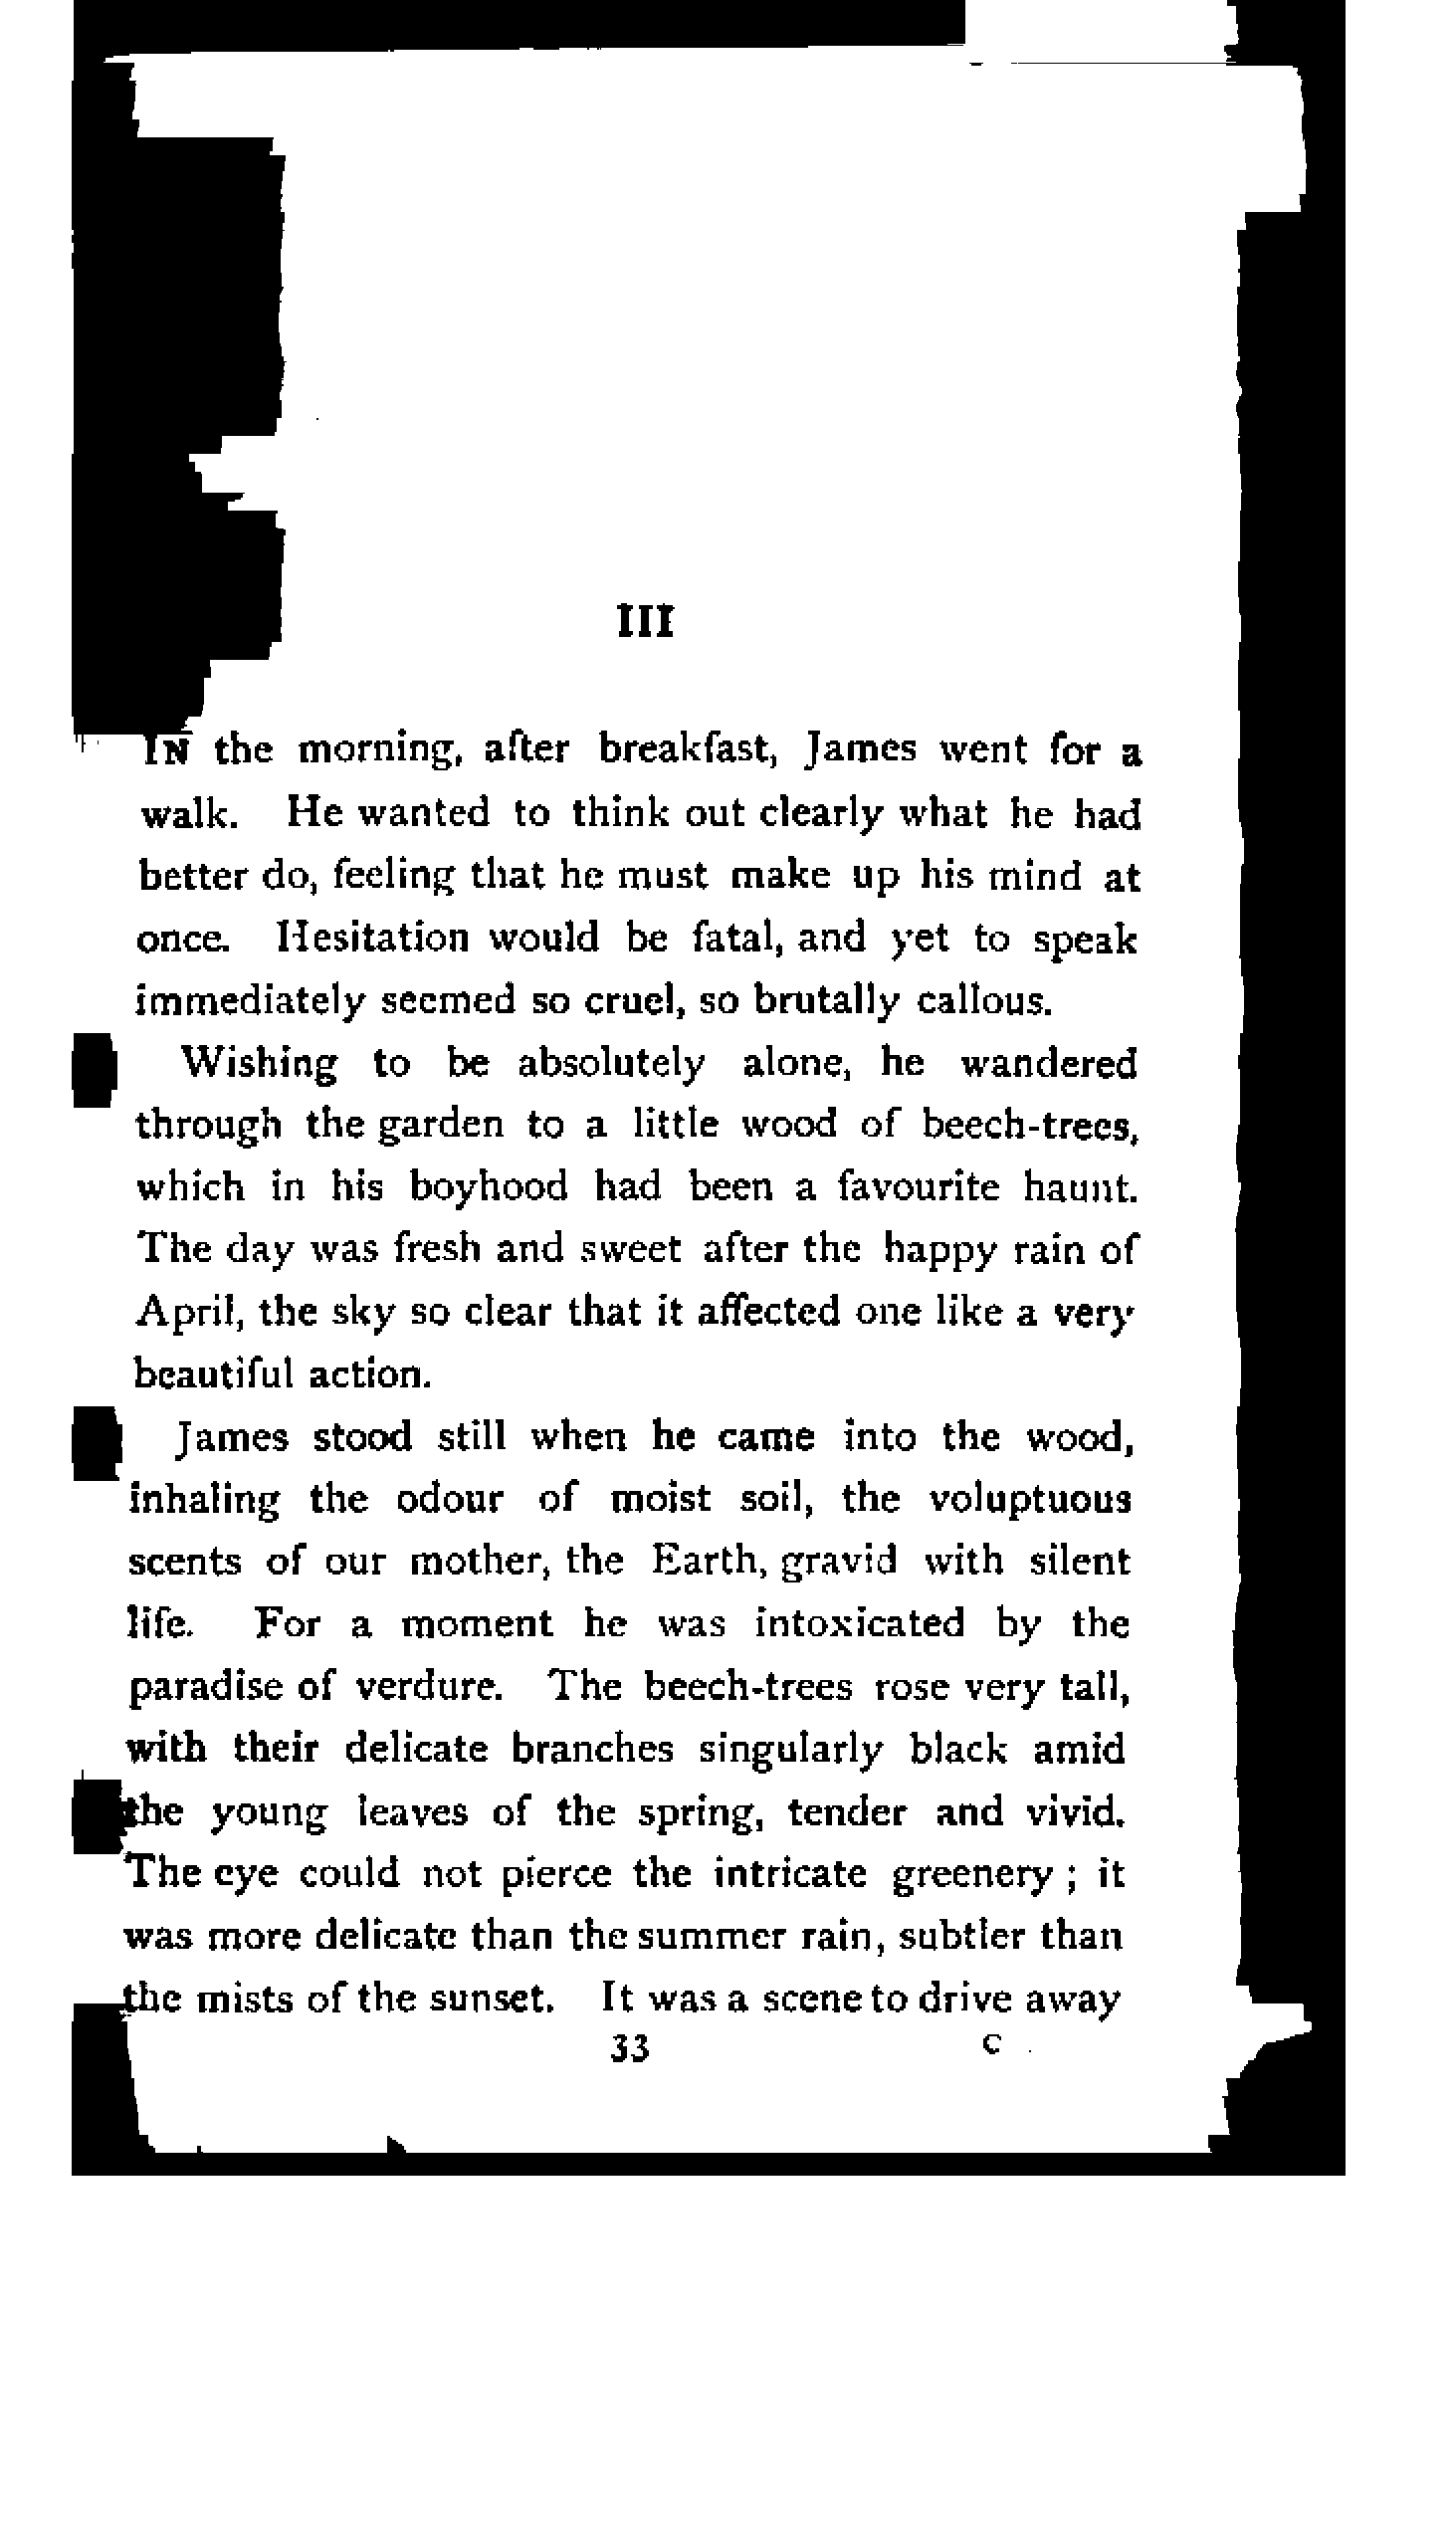 III
IN the morning, after breakfast, James went for a
walk. He wanted to think out clearly what he had
better do, feeling that he must make up his mind at
once. Hesitation would be fatal, and yet to speak
immediately seemed so cruel, so brutally callous.
Wishing to be absolutely alone, he wandered
through the garden to a little wood of beech-trees,
which in his boyhood had been a favourite haunt.
The day was fresh and sweet after the happy rain of
April, the sky so clear that it affected one like a very
beautiful action.
James stood still when he came into the wood,
inhaling the odour of moist soil, the voluptuous
scents of our mother, the Earth, gravid with silent
life. For a moment he was intoxicated by the
paradise of verdure. The beech-trees rose very tall,
with their delicate branches singularly black amid
the young leaves of the spring, tender and vivid.
The eye could not pierce the intricate greenery ; it
was more delicate than the summer rain, subtler than
the mists of the sunset. It was a scene to drive away
33 C